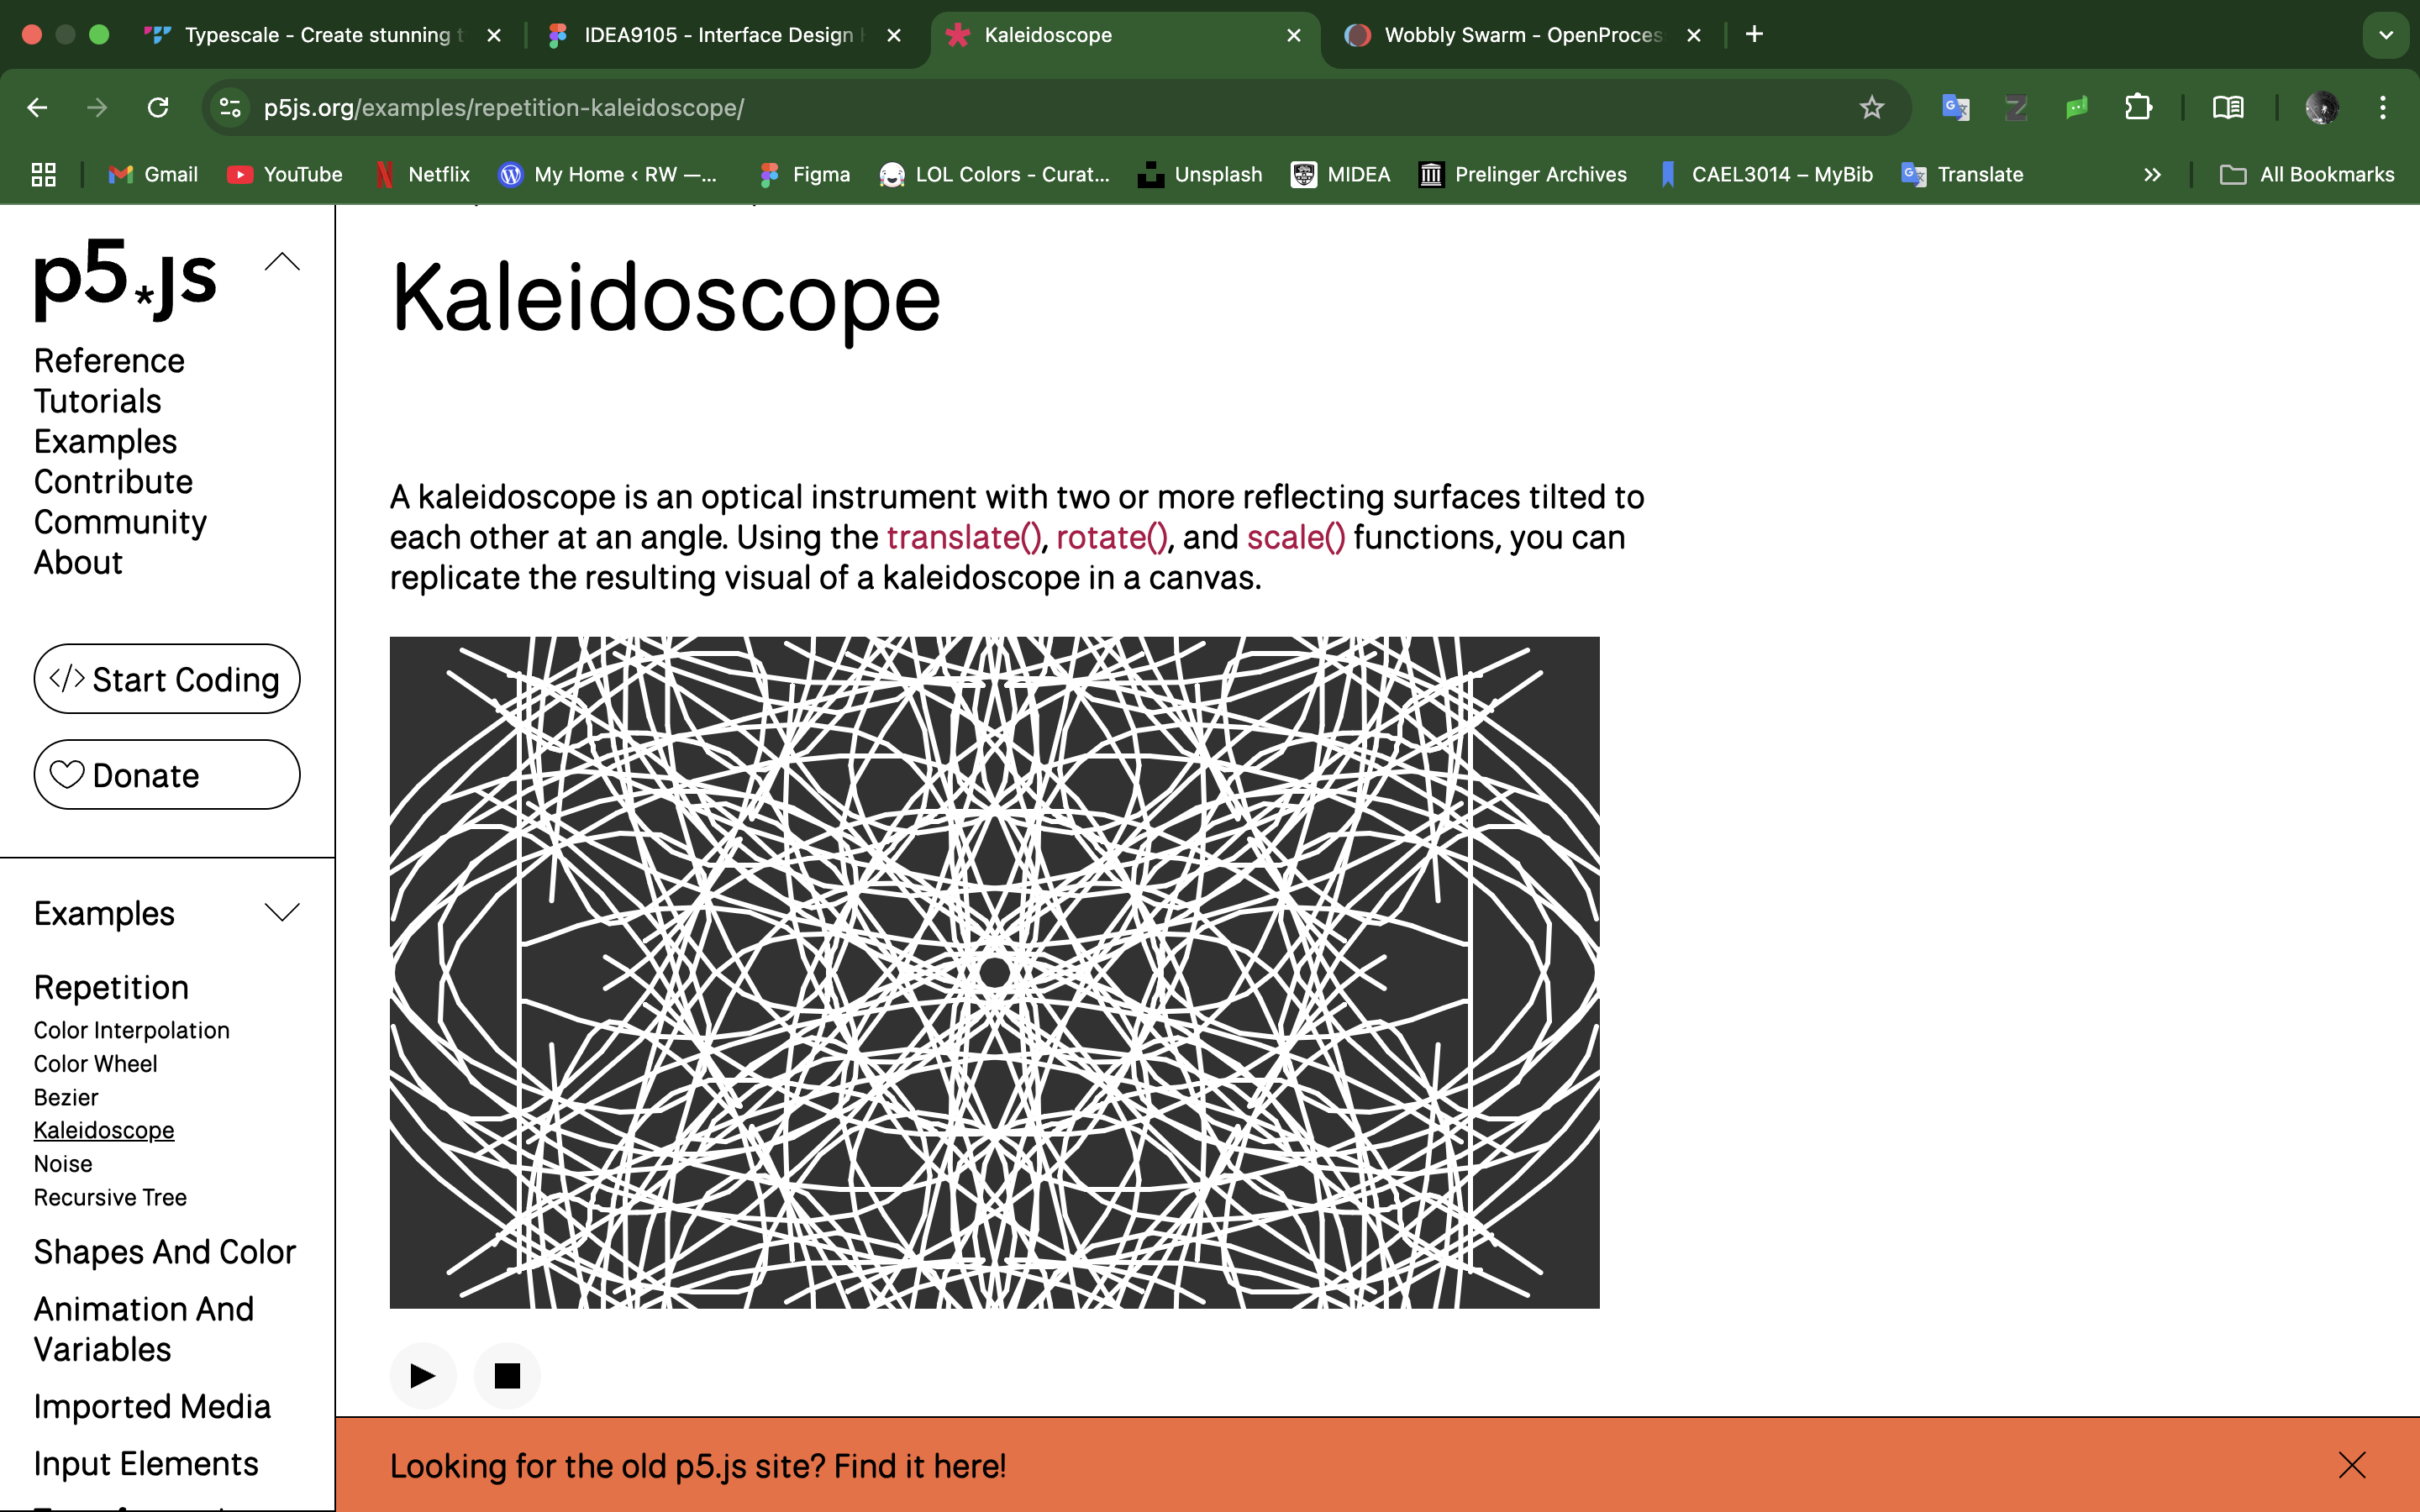 Typescale - Create stunning t
IDEA9105 - Interface Design
Kaleidoscope
Wobbly Swarm - OpenProces
p5js.org/examples/repetition-kaleidoscope/
Gmail
YouTube
Netflix
My Home ‹ RW —...
Figma
LOL Colors - Curat...
Unsplash
MIDEA
Prelinger Archives
CAEL3014 – MyBib
Translate
All Bookmarks
p5*js
Reference
Tutorials
Examples
Contribute
Community
About
</> Start Coding
Donate
Examples
Repetition
Color Interpolation
Color Wheel
Bezier
Kaleidoscope
Noise
Recursive Tree
Shapes And Color
Animation And
Variables
Imported Media
Input Elements
Kaleidoscope
A kaleidoscope is an optical instrument with two or more reflecting surfaces tilted to
each other at an angle. Using the translate(), rotate(), and scale() functions, you can
replicate the resulting visual of a kaleidoscope in a canvas.
Looking for the old p5.js site? Find it here!